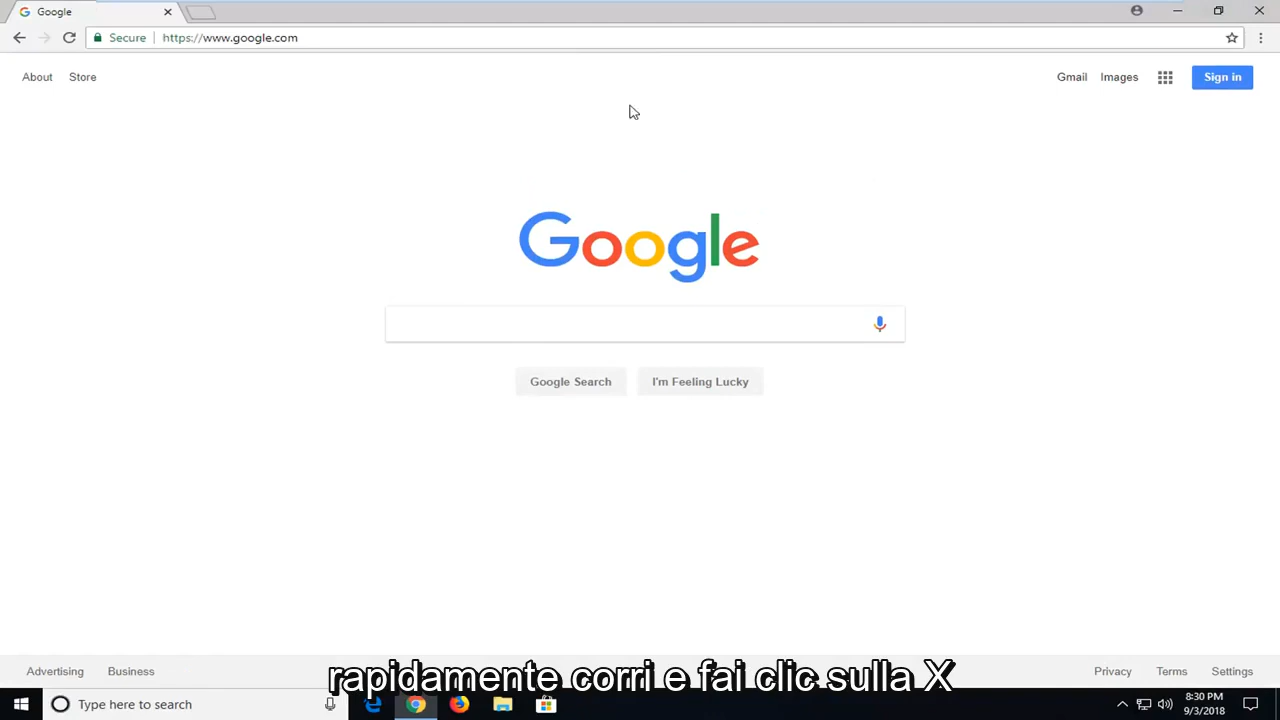 Google
Secure https://www.google.com
About Store Gmail Images Sign in
Google
Google Search I'm Feeling Lucky
Advertising Business Privacy Terms Settings
rapidamente corri e fai clic sulla X
Type here to search
8:30 PM
9/3/2018